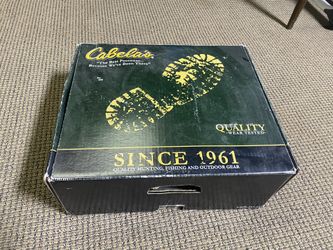 Cabela's
"The Best Footwear
Because We've Been There"
QUALITY
WEAR TESTED
SINCE 1961
QUALITY HUNTING, FISHING AND OUTDOOR GEAR